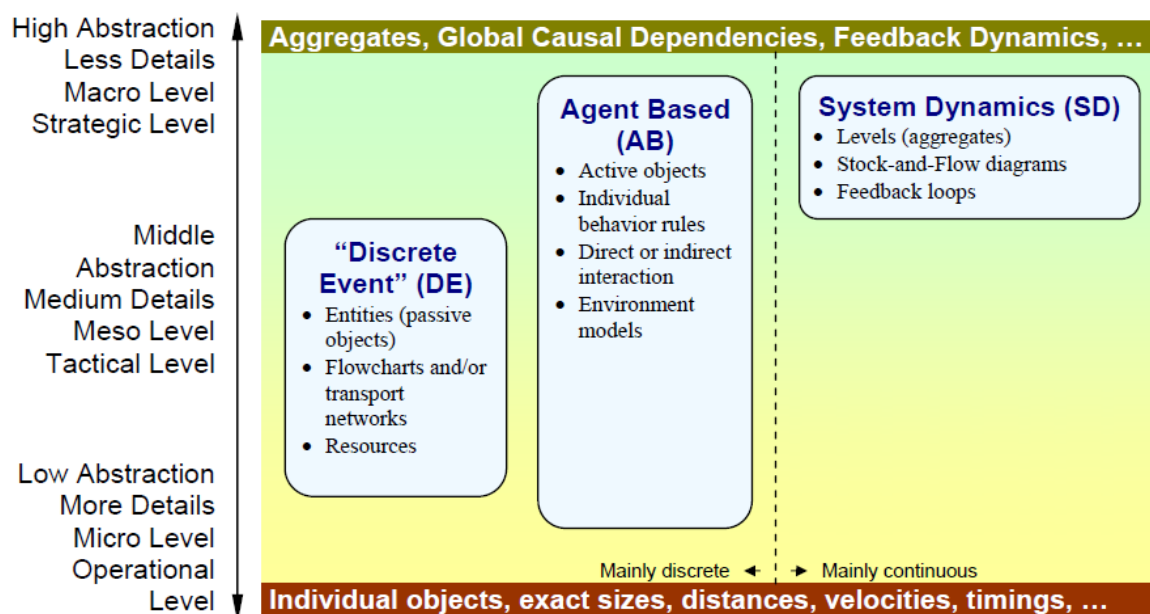 High Abstraction
Less Details
Macro Level
Strategic Level
Middle
Abstraction
Medium Details
Meso Level
Tactical Level
Low Abstraction
More Details
Micro Level
Operational
Level
Aggregates, Global Causal Dependencies, Feedback Dynamics, …
“Discrete
Event” (DE)
• Entities (passive
objects)
• Flowcharts and/or
transport
networks
• Resources
Agent Based
(AB)
• Active objects
• Individual
behavior rules
• Direct or indirect
interaction
• Environment
models
System Dynamics (SD)
• Levels (aggregates)
• Stock-and-Flow diagrams
• Feedback loops
Mainly discrete
Mainly continuous
Individual objects, exact sizes, distances, velocities, timings, …